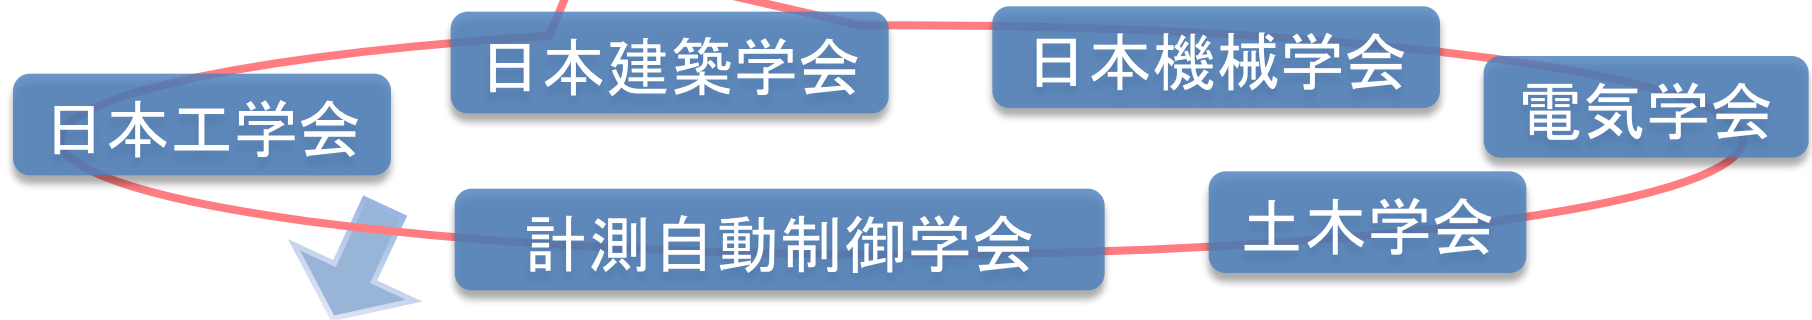 日本建築学会
日本機械学会
日本工学会
電気学会
計測自動制御学会
土木学会